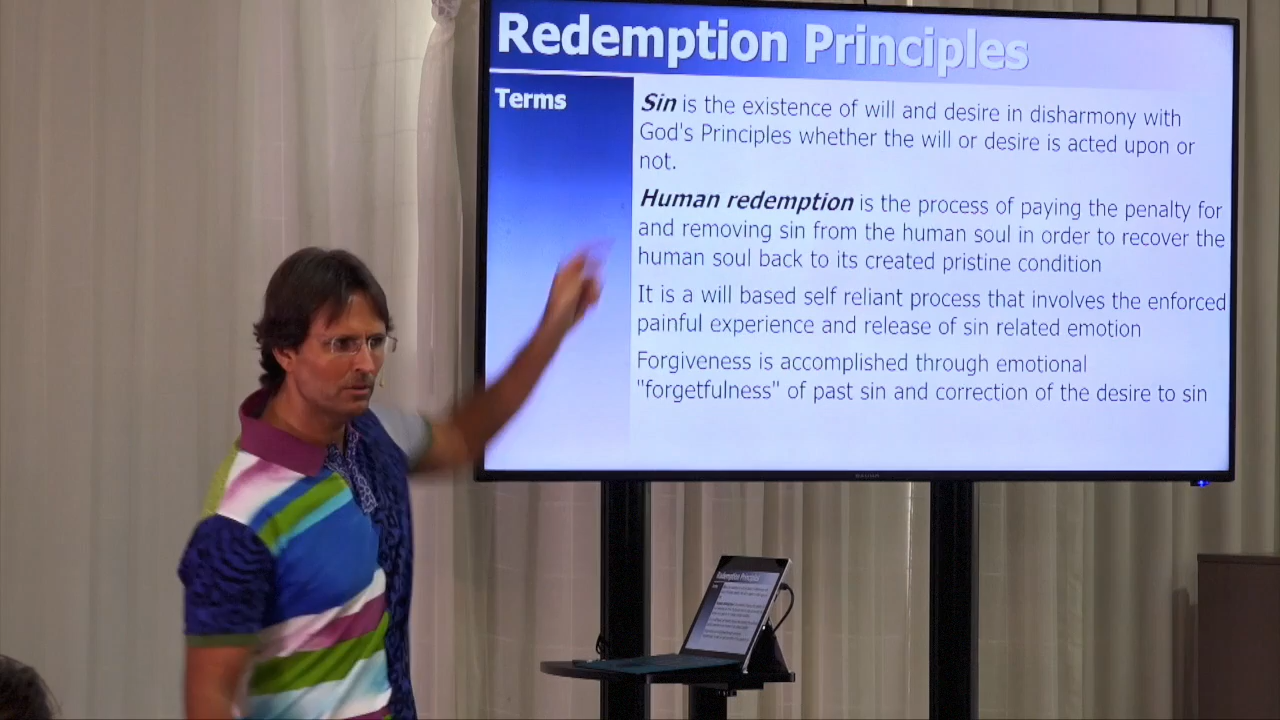 Redemption Principles
Terms
Sin is the existence of will and desire in disharmony with
God's Principles whether the will or desire is acted upon or
not.
Human redemption is the process of paying the penalty for
and removing sin from the human soul in order to recover the
human soul back to its created pristine condition
It is a will based self reliant process that involves the enforced
painful experience and release of sin related emotion
Forgiveness is accomplished through emotional
"forgetfulness" of past sin and correction of the desire to sin
Redemption Principles